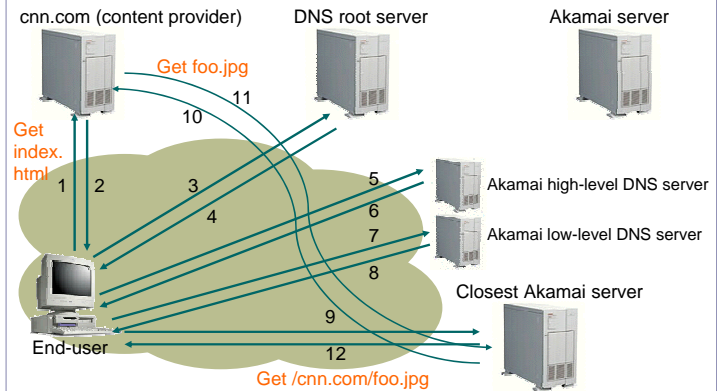 cnn.com (content provider)
DNS root server
Akamai server
Get foo.jpg
11
10
Get
index.
html
1
2
3
4
5
6
7
8
Akamai high-level DNS server
Akamai low-level DNS server
Closest Akamai server
9
End-user
12
Get /cnn.com/foo.jpg